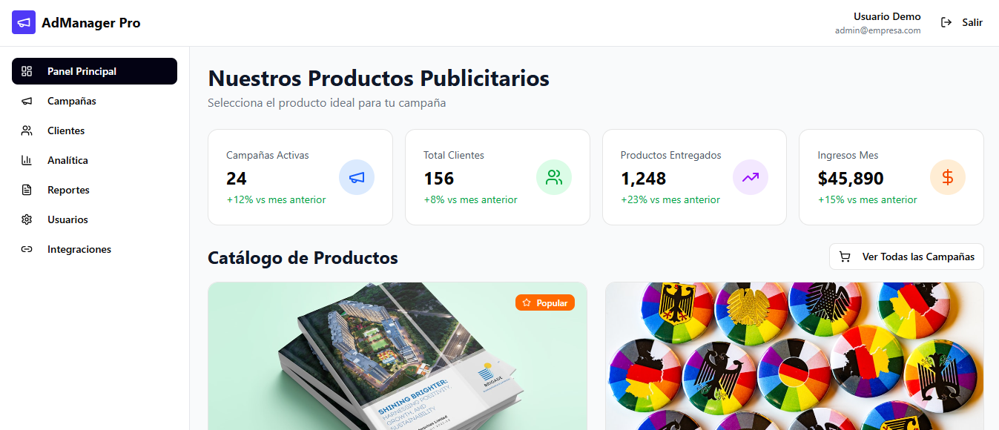 AdManager Pro
Usuario Demo
admin@empresa.com
Salir
Panel Principal
Campañas
Clientes
Analítica
Reportes
Usuarios
Integraciones
Nuestros Productos Publicitarios
Selecciona el producto ideal para tu campaña
Campañas Activas
24
+12% vs mes anterior
Total Clientes
156
+8% vs mes anterior
Productos Entregados
1,248
+23% vs mes anterior
Ingresos Mes
$45,890
+15% vs mes anterior
Catálogo de Productos
Ver Todas las Campañas
Popular
BRIGADE
SHINING BRIGHTER:
HARNESSING POSITIVITY,
GROWTH, AND
SUSTAINABILITY
Limited